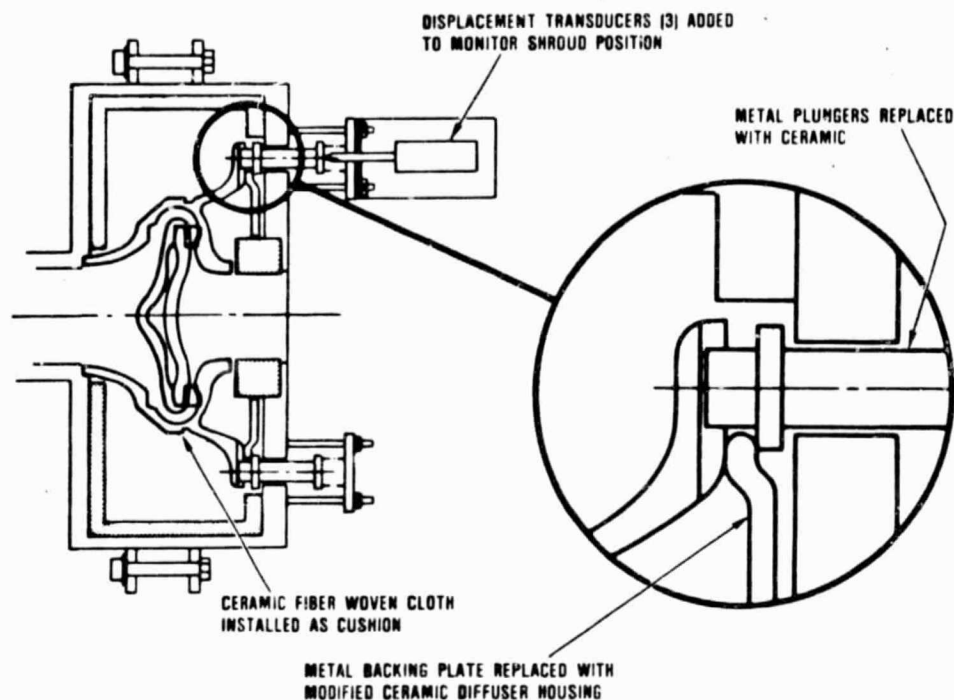 DISPLACEMENT TRANSDUCERS (3) ADDED
TO MONITOR SHROUD POSITION
METAL PLUNGERS REPLACED
WITH CERAMIC
CERAMIC FIBER WOVEN CLOTH
INSTALLED AS CUSHION
METAL BACKING PLATE REPLACED WITH
MODIFIED CERAMIC DIFFUSER HOUSING